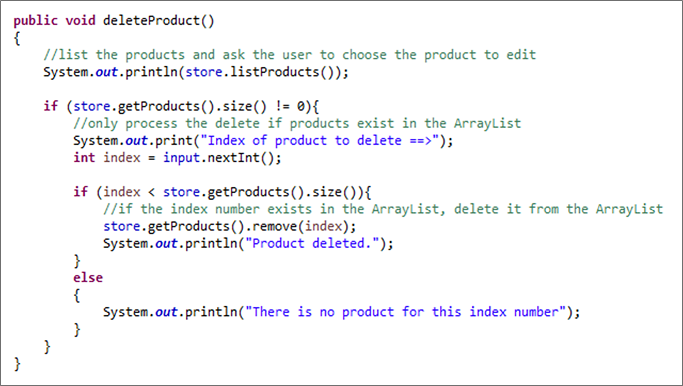 public void deleteProduct()
{
//list the products and ask the user to choose the product to edit
System.out.println(store.listProducts());
if (store.getProducts().size() != 0){
//only process the delete if products exist in the ArrayList
System.out.print("Index of product to delete ==>");
int index = input.nextInt();
if (index < store.getProducts().size()){
//if the index number exists in the ArrayList, delete it from the ArrayList
store.getProducts().remove(index);
System.out.println("Product deleted.");
}
else
{
System.out.println("There is no product for this index number");
}
}
}